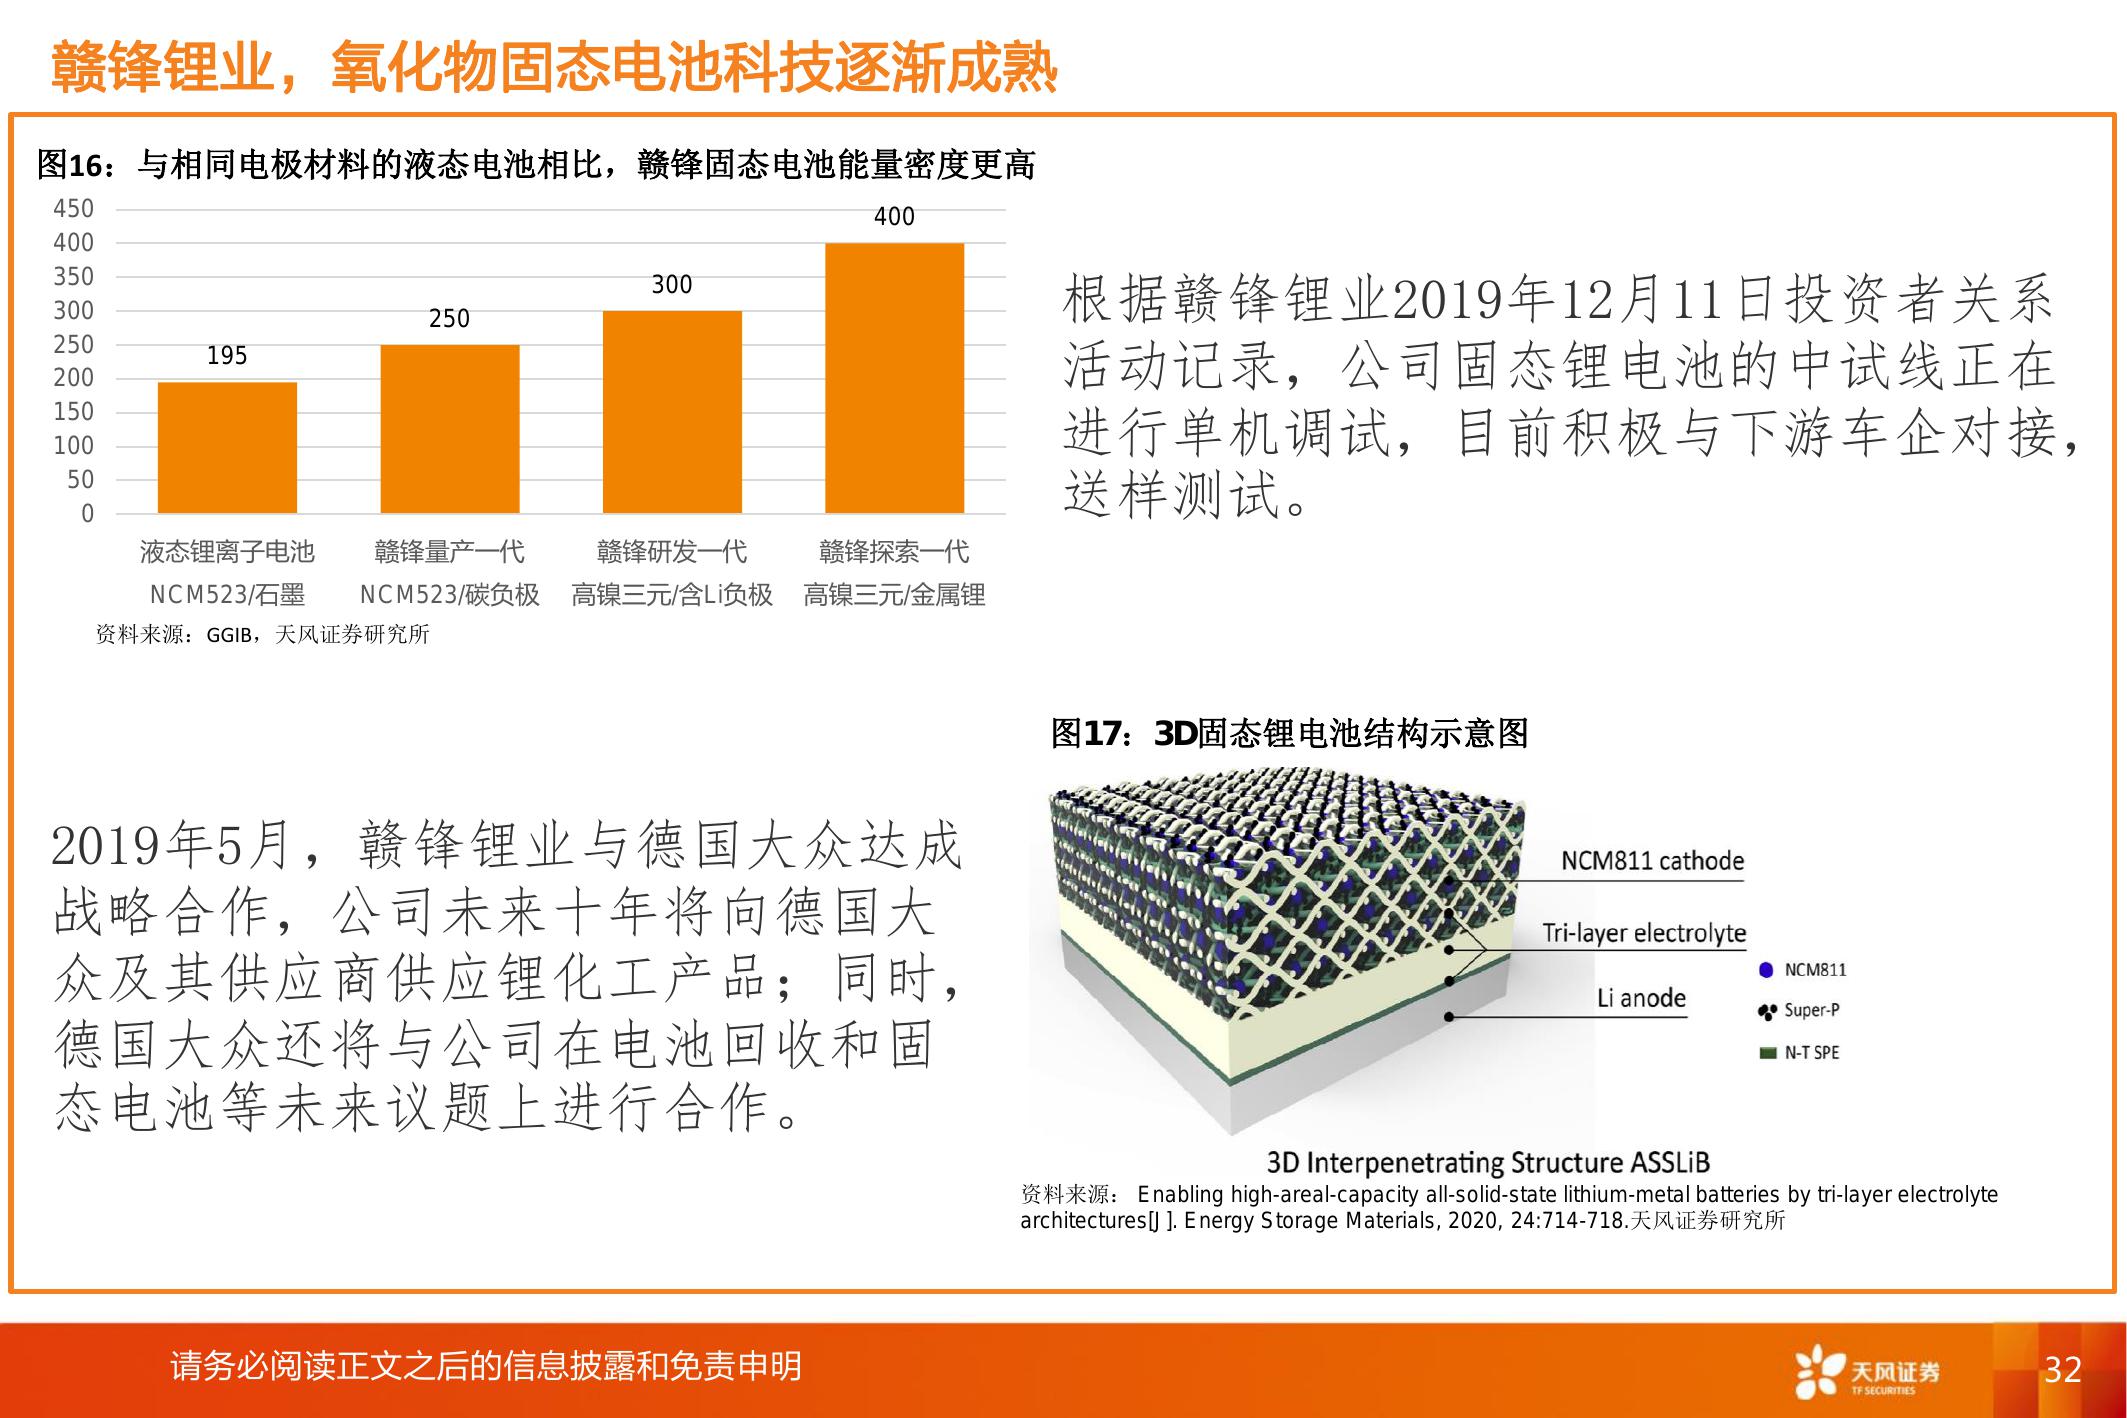 赣锋锂业，氧化物固态电池科技逐渐成熟
图16：与相同电极材料的液态电池相比，赣锋固态电池能量密度更高
450
400
350
300
250
200
150
100
50
0
195
250
300
400
液态锂离子电池
NCM523/石墨
赣锋量产一代
NCM523/碳负极
赣锋研发一代
高镍三元/含Li负极
赣锋探索一代
高镍三元/金属锂
资料来源：GGIB，天风证券研究所
根据赣锋锂业2019年12月11日投资者关系
活动记录，公司固态锂电池的中试线正在
进行单机调试，目前积极与下游车企对接，
送样测试。
2019年5月，赣锋锂业与德国大众达成
战略合作，公司未来十年将向德国大
众及其供应商供应锂化工产品；同时，
德国大众还将与公司在电池回收和固
态电池等未来议题上进行合作。
图17：3D固态锂电池结构示意图
NCM811 cathode
Tri-layer electrolyte
Li anode
NCM811
Super-P
N-T SPE
3D Interpenetrating Structure ASSLiB
资料来源： Enabling high-areal-capacity all-solid-state lithium-metal batteries by tri-layer electrolyte
architectures[J]. Energy Storage Materials, 2020, 24:714-718.天风证券研究所
请务必阅读正文之后的信息披露和免责申明
天风证券
TF SECURITIES
32